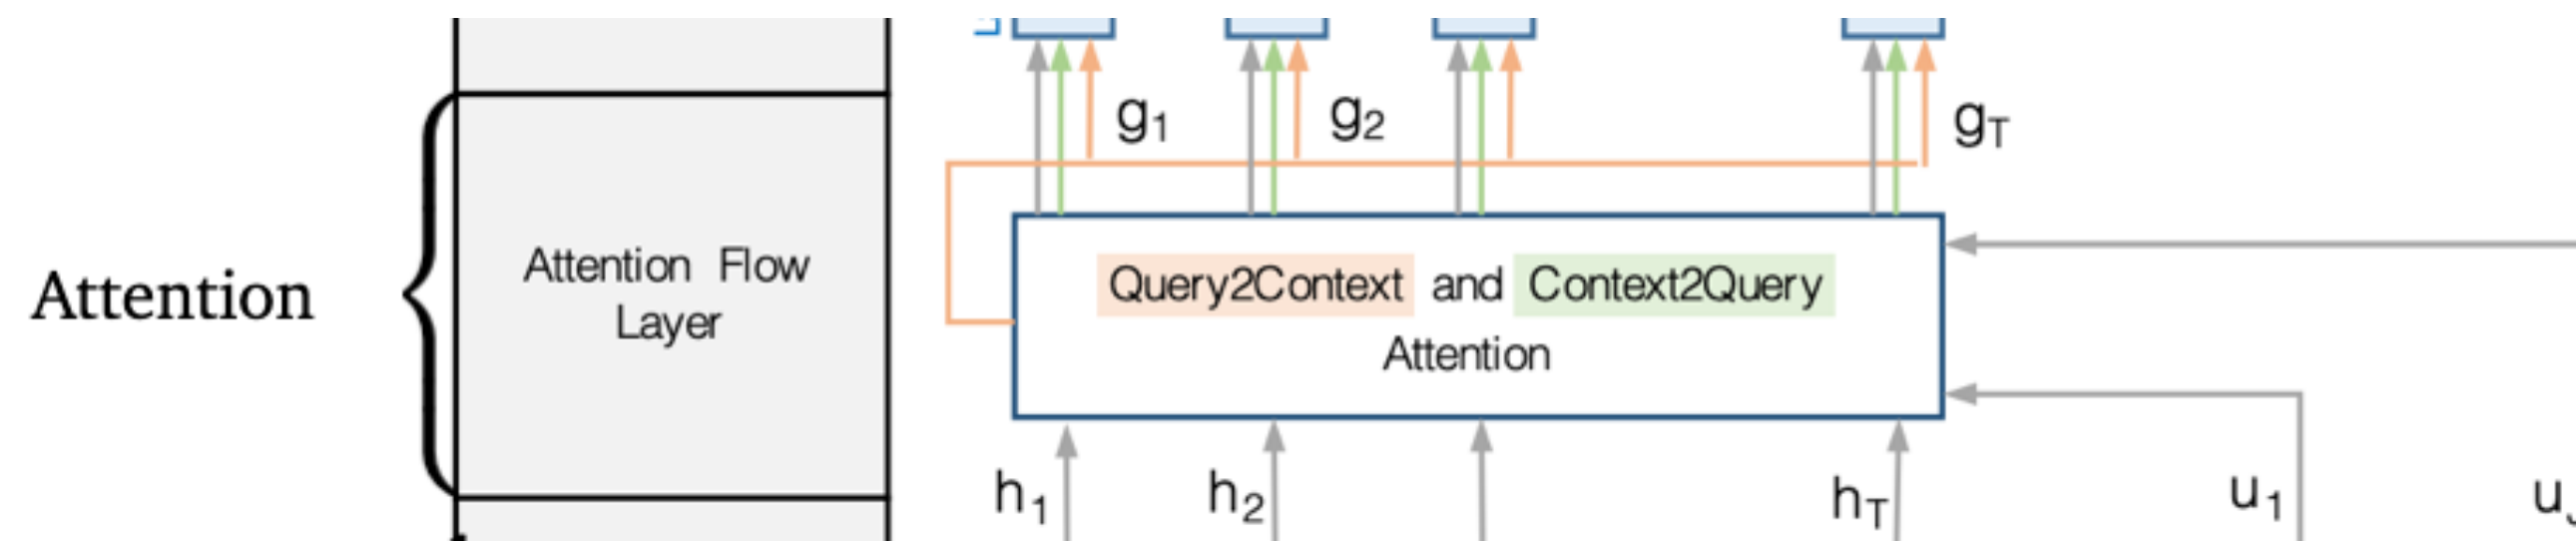 g1
g2
gT
Attention
Attention Flow
Layer
Query2Context and Context2Query
Attention
h1
h2
hT
u1
u